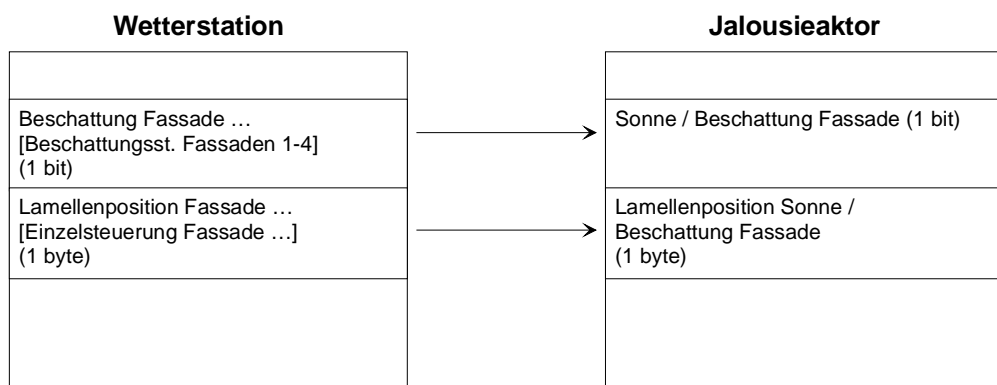 Wetterstation
Jalousieaktor
Beschattung Fassade …
[Beschattungsst. Fassaden 1-4]
(1 bit)
Sonne / Beschattung Fassade (1 bit)
Lamellenposition Fassade …
[Einzelsteuerung Fassade …]
(1 byte)
Lamellenposition Sonne /
Beschattung Fassade
(1 byte)